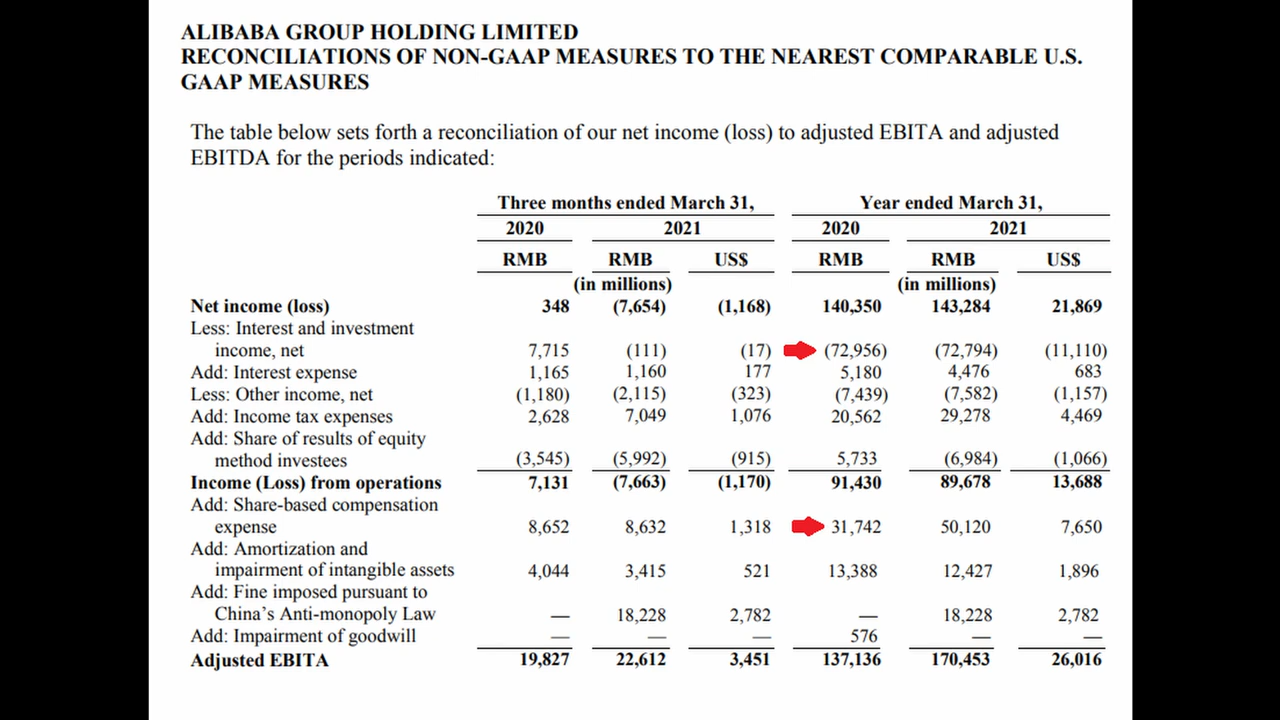 ALIBABA GROUP HOLDING LIMITED
RECONCILIATIONS OF NON-GAAP MEASURES TO THE NEAREST COMPARABLE U.S.
GAAP MEASURES
The table below sets forth a reconciliation of our net income (loss) to adjusted EBITA and adjusted
EBITDA for the periods indicated:
Three months ended March 31, Year ended March 31,
2020 2021 2020 2021
RMB RMB US$ RMB RMB US$
(in millions) (in millions)
Net income (loss) 348 (7,654) (1,168) 140,350 143,284 21,869
Less: Interest and investment
income, net 7,715 (111) (17) (72,956) (72,794) (11,110)
Add: Interest expense 1,165 1,160 177 5,180 4,476 683
Less: Other income, net (1,180) (2,115) (323) (7,439) (7,582) (1,157)
Add: Income tax expenses 2,628 7,049 1,076 20,562 29,278 4,469
Add: Share of results of equity
method investees (3,545) (5,992) (915) 5,733 (6,984) (1,066)
Income (Loss) from operations 7,131 (7,663) (1,170) 91,430 89,678 13,688
Add: Share-based compensation
expense 8,652 8,632 1,318 31,742 50,120 7,650
Add: Amortization and
impairment of intangible assets 4,044 3,415 521 13,388 12,427 1,896
Add: Fine imposed pursuant to
China's Anti-monopoly Law — 18,228 2,782 — 18,228 2,782
Add: Impairment of goodwill — — — 576 — —
Adjusted EBITA 19,827 22,612 3,451 137,136 170,453 26,016